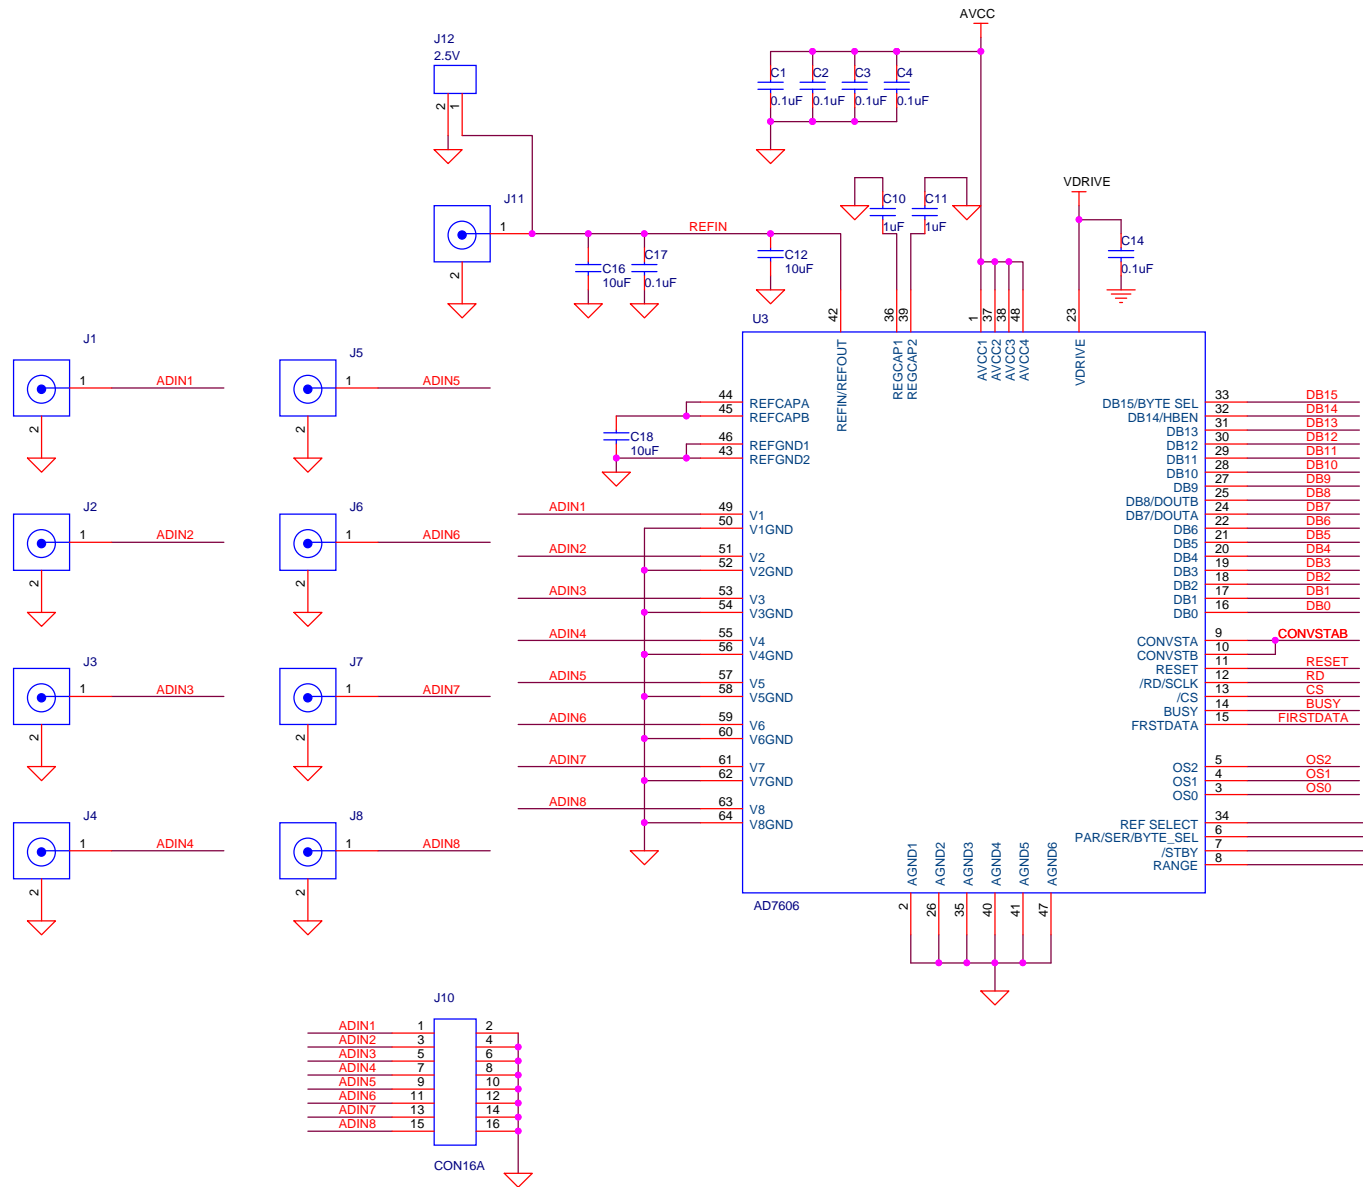 AVCC
J12
2.5V
2
1
C1
0.1uF
C2
0.1uF
C3
0.1uF
C4
0.1uF
VDRIVE
J11
1
2
REFIN
C16
10uF
C17
0.1uF
C12
10uF
C10
1uF
C11
1uF
C14
0.1uF
U3
42
36
39
1
37
38
48
23
REFIN/REFOUT
REGCAP1
REGCAP2
AVCC1
AVCC2
AVCC3
AVCC4
VDRIVE
J1
1
ADIN1
2
J5
1
ADIN5
2
J2
1
ADIN2
2
J6
1
ADIN6
2
J3
1
ADIN3
2
J7
1
ADIN7
2
J4
1
ADIN4
2
J8
1
ADIN8
2
44 REFCAPA
45 REFCAPB
C18
10uF
46 REFGND1
43 REFGND2
ADIN1 49 V1
50 V1GND
ADIN2 51 V2
52 V2GND
ADIN3 53 V3
54 V3GND
ADIN4 55 V4
56 V4GND
ADIN5 57 V5
58 V5GND
ADIN6 59 V6
60 V6GND
ADIN7 61 V7
62 V7GND
ADIN8 63 V8
64 V8GND
DB15/BYTE SEL 33 DB15
DB14/HBEN 32 DB14
DB13 31 DB13
DB12 30 DB12
DB11 29 DB11
DB10 28 DB10
DB9 27 DB9
DB8/DOUTB 25 DB8
DB7/DOUTA 24 DB7
DB6 22 DB6
DB5 21 DB5
DB4 20 DB4
DB3 19 DB3
DB2 18 DB2
DB1 17 DB1
DB0 16 DB0
CONVSTA 9 CONVSTAB
CONVSTB 10
RESET 11 RESET
/RD/SCLK 12 RD
/CS 13 CS
BUSY 14 BUSY
FRSTDATA 15 FIRSTDATA
OS2 5 OS2
OS1 4 OS1
OS0 3 OS0
REF SELECT 34
PAR/SER/BYTE_SEL 6
/STBY 7
RANGE 8
AGND1
AGND2
AGND3
AGND4
AGND5
AGND6
2
26
35
40
41
47
AD7606
J10
ADIN1 1 2
ADIN2 3 4
ADIN3 5 6
ADIN4 7 8
ADIN5 9 10
ADIN6 11 12
ADIN7 13 14
ADIN8 15 16
CON16A